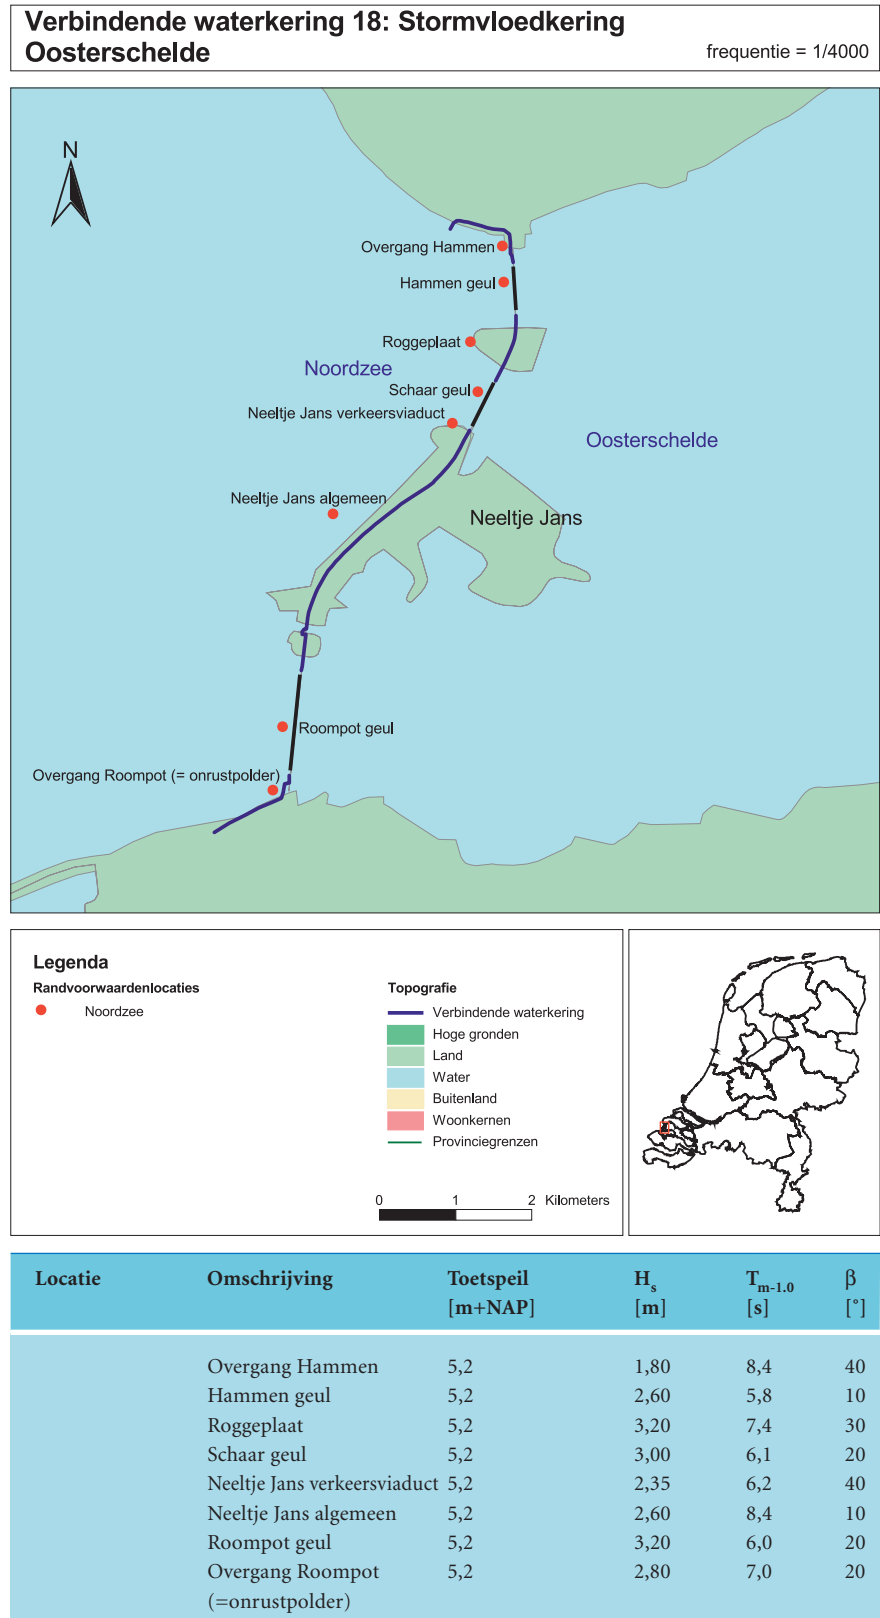 Verbindende waterkering 18: Stormvloedkering
Oosterschelde
frequentie = 1/4000
N
Overgang Hammen
Hammen geul
Roggeplaat
Noordzee
Schaar geul
Neeltje Jans verkeersviaduct
Oosterschelde
Neeltje Jans algemeen
Neeltje Jans
Roompot geul
Overgang Roompot (= onrustpolder)
Legenda
Randvoorwaardenlocaties
Noordzee
Topografie
Verbindende waterkering
Hoge gronden
Land
Water
Buitenland
Woonkernen
Provinciegrenzen
0 1 2 Kilometers
Locatie Omschrijving Toetspeil Hs Tm-1.0 β
[m+NAP] [m] [s] [°]
Overgang Hammen 5,2 1,80 8,4 40
Hammen geul 5,2 2,60 5,8 10
Roggeplaat 5,2 3,20 7,4 30
Schaar geul 5,2 3,00 6,1 20
Neeltje Jans verkeersviaduct 5,2 2,35 6,2 40
Neeltje Jans algemeen 5,2 2,60 8,4 10
Roompot geul 5,2 3,20 6,0 20
Overgang Roompot 5,2 2,80 7,0 20
(=onrustpolder)